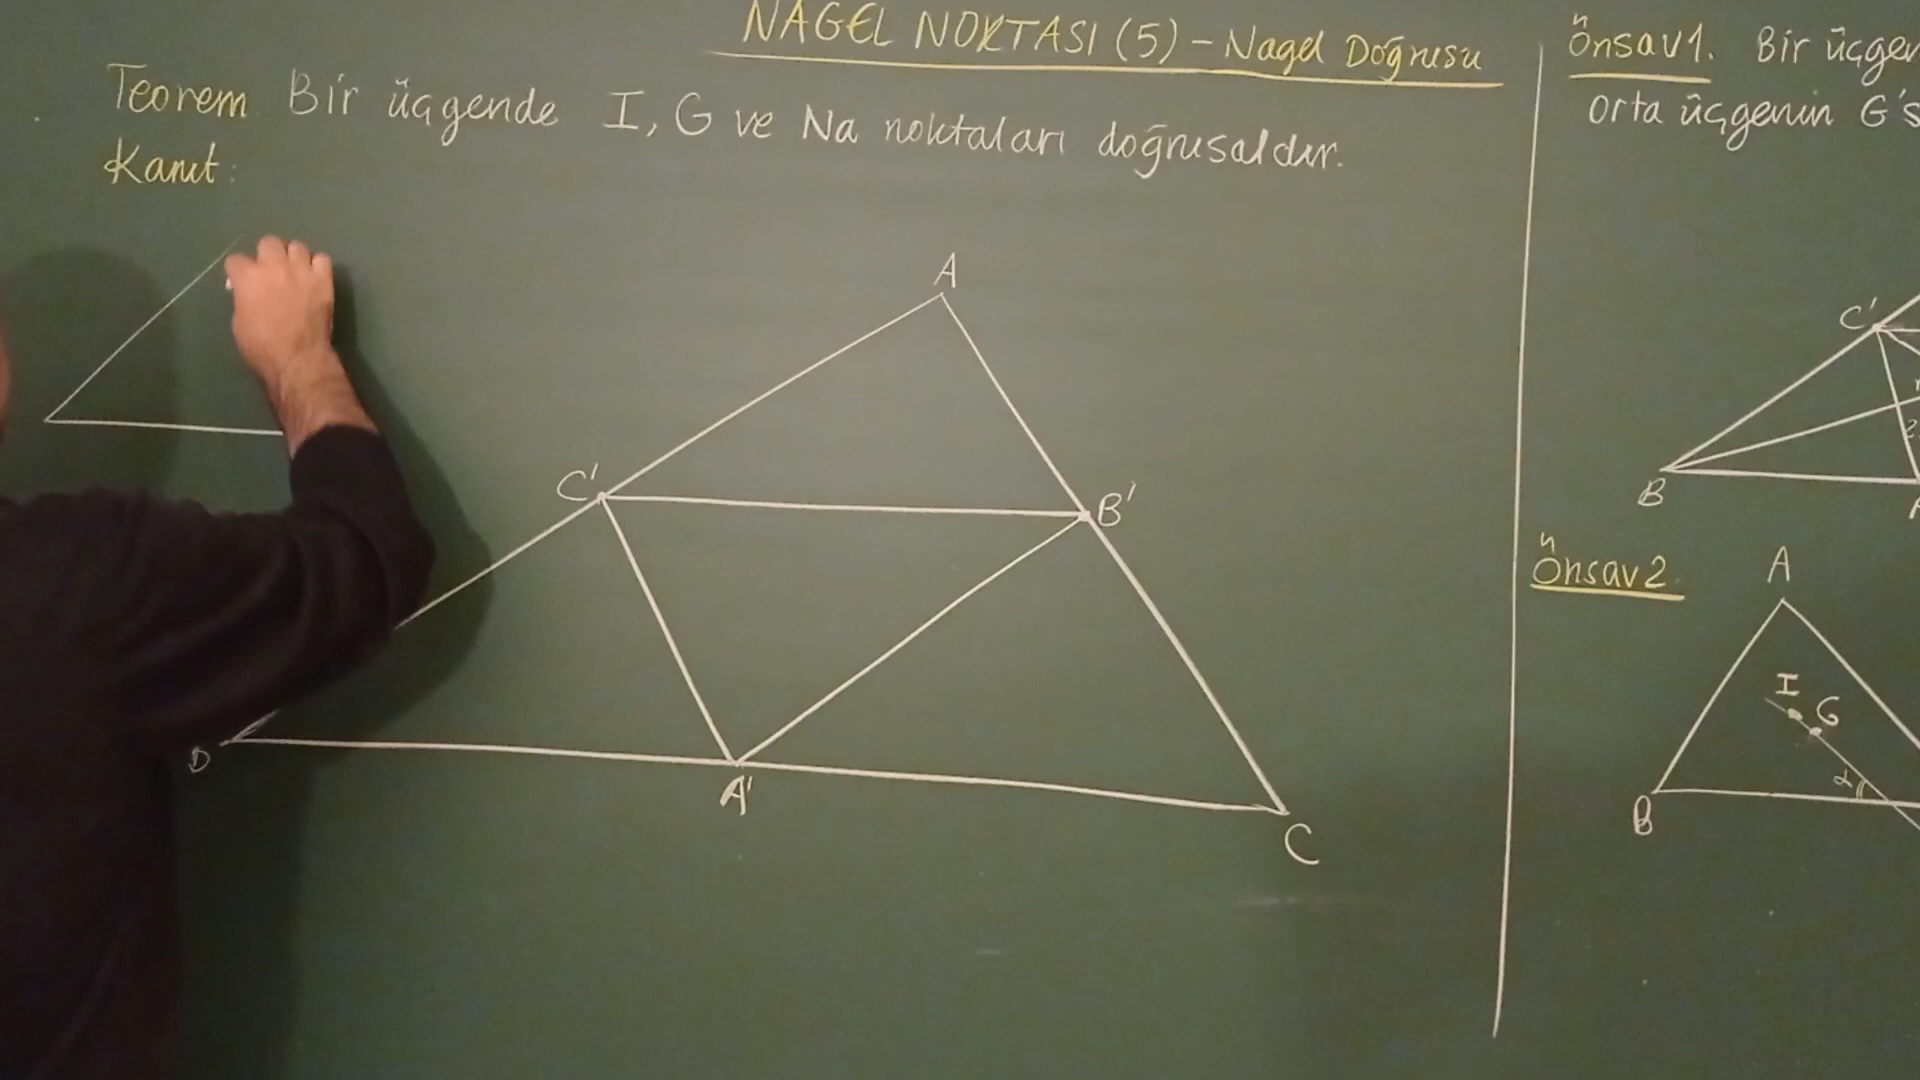 NAGEL NOKTASI (5) - Nagel Doğrusu
Teorem Bir üçgende I, G ve Na noktaları doğrusaldır.
Kanıt:
A
C'
B'
B
A'
C
Önsav1. Bir üçgen
orta üçgenin G's
C'
B
Önsav2.
A
I
G
α
B